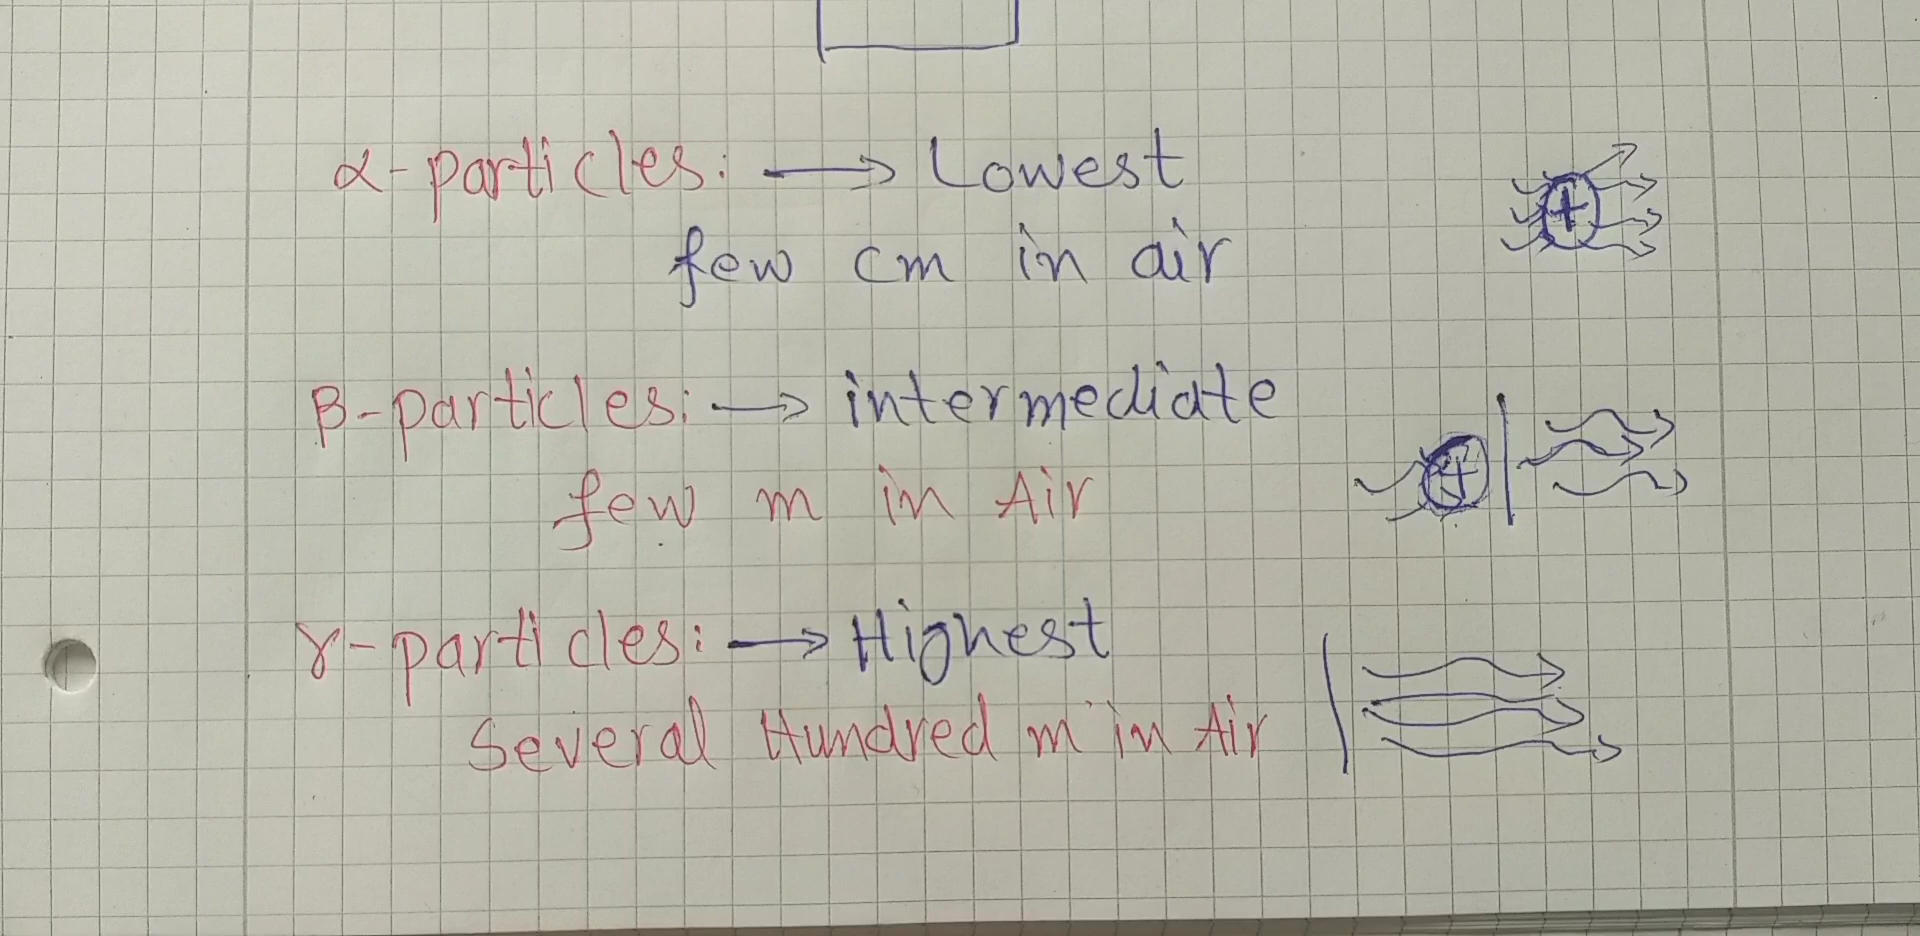 α-particles: → Lowest
few cm in air
+
β-particles: → intermediate
few m in Air
+
γ-particles: → Highest
Several Hundred m in Air